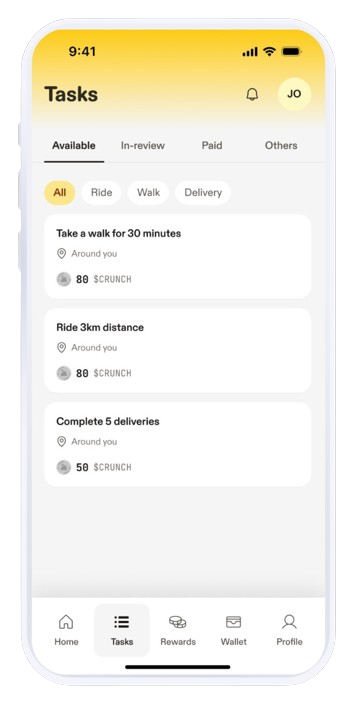 9:41
Tasks
JO
Available In-review Paid Others
All Ride Walk Delivery
Take a walk for 30 minutes
Around you
80 $CRUNCH
Ride 3km distance
Around you
80 $CRUNCH
Complete 5 deliveries
Around you
50 $CRUNCH
Home Tasks Rewards Wallet Profile